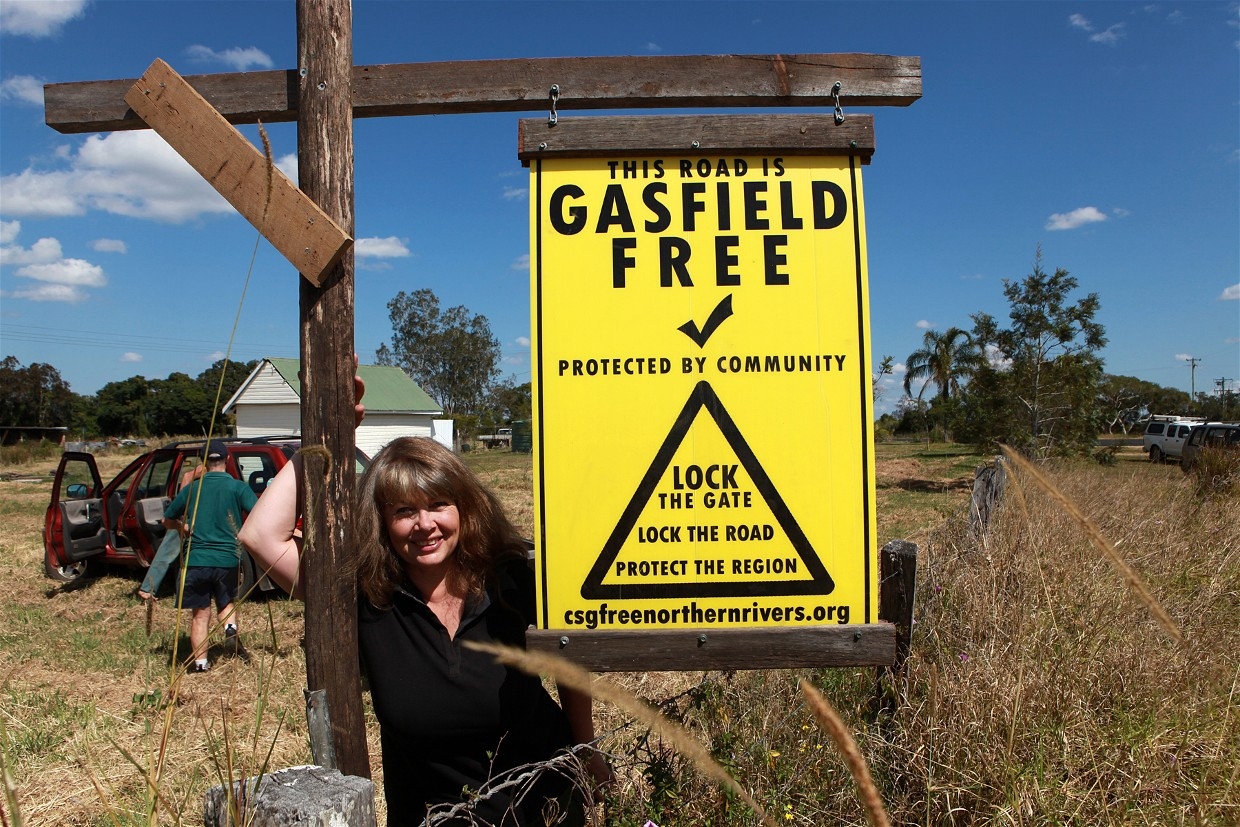 THIS ROAD IS
GASFIELD
FREE
PROTECTED BY COMMUNITY
LOCK
THE GATE
LOCK THE ROAD
PROTECT THE REGION
csgfreenorthernrivers.org